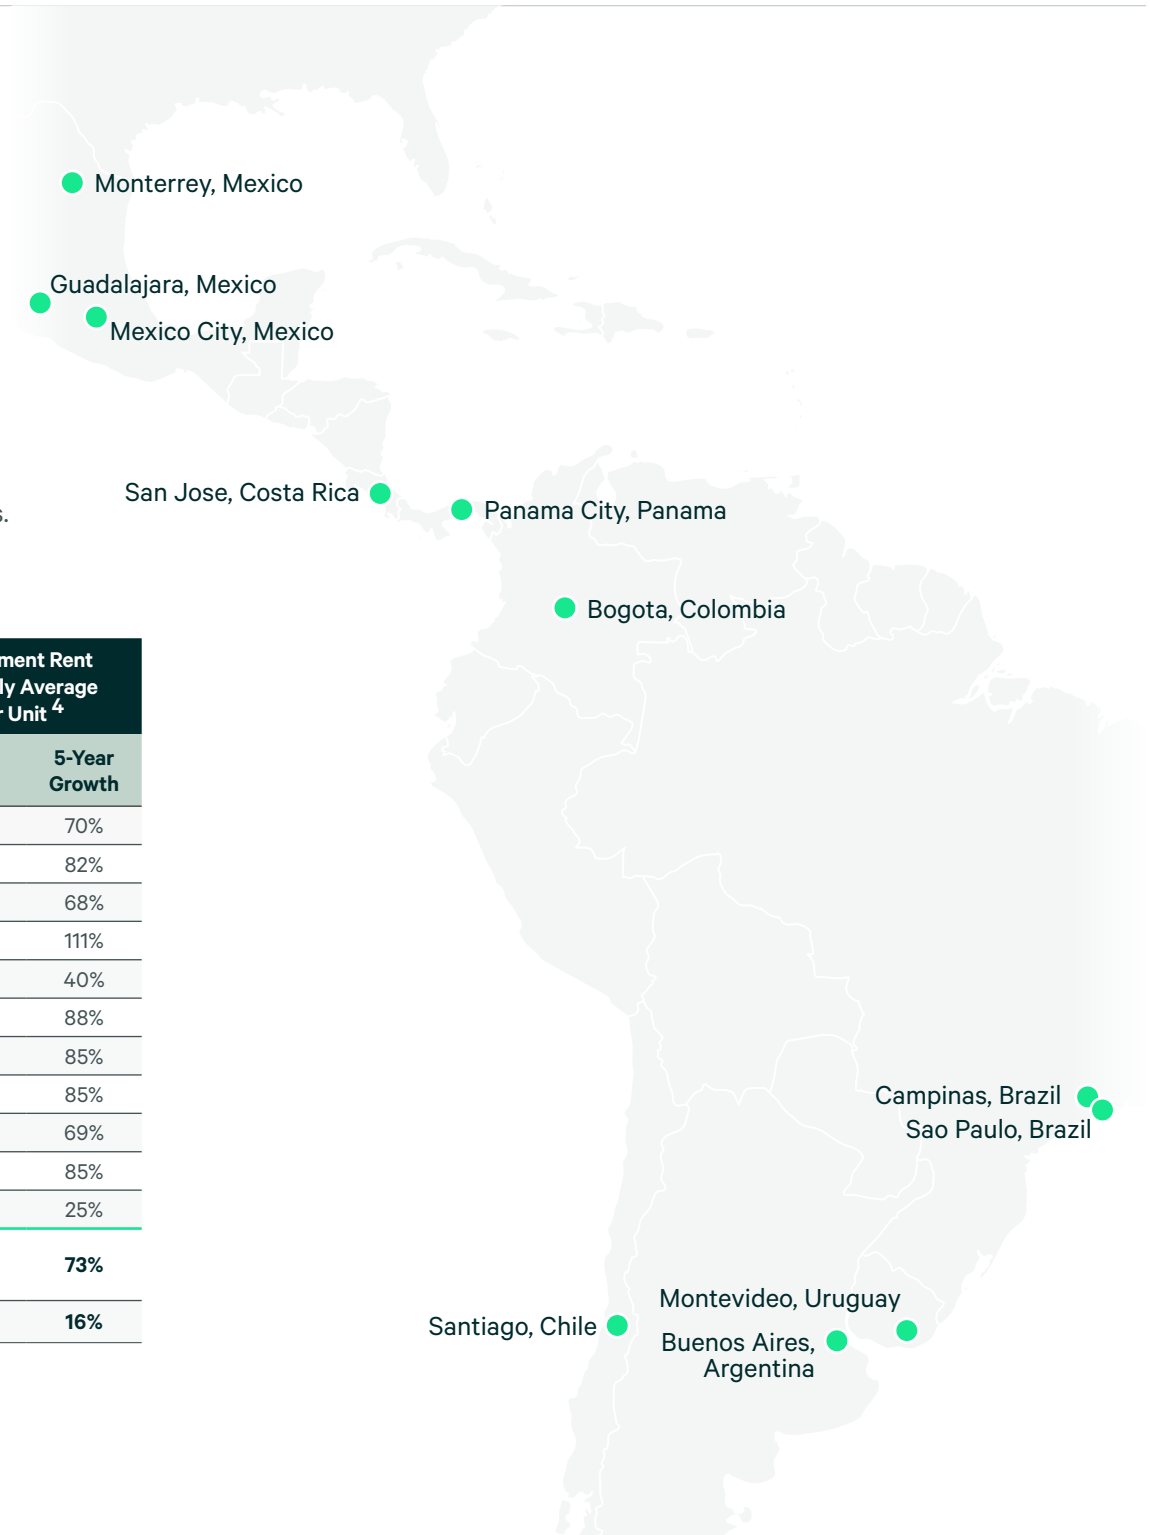 Monterrey, Mexico
Guadalajara, Mexico
Mexico City, Mexico
San Jose, Costa Rica
Panama City, Panama
Bogota, Colombia
Average
Unit 4
Rent
5-Year
Growth
70%
82%
68%
111%
40%
88%
85%
85%
69%
85%
25%
73%
16%
Campinas, Brazil
Sao Paulo, Brazil
Montevideo, Uruguay
Santiago, Chile
Buenos Aires,
Argentina